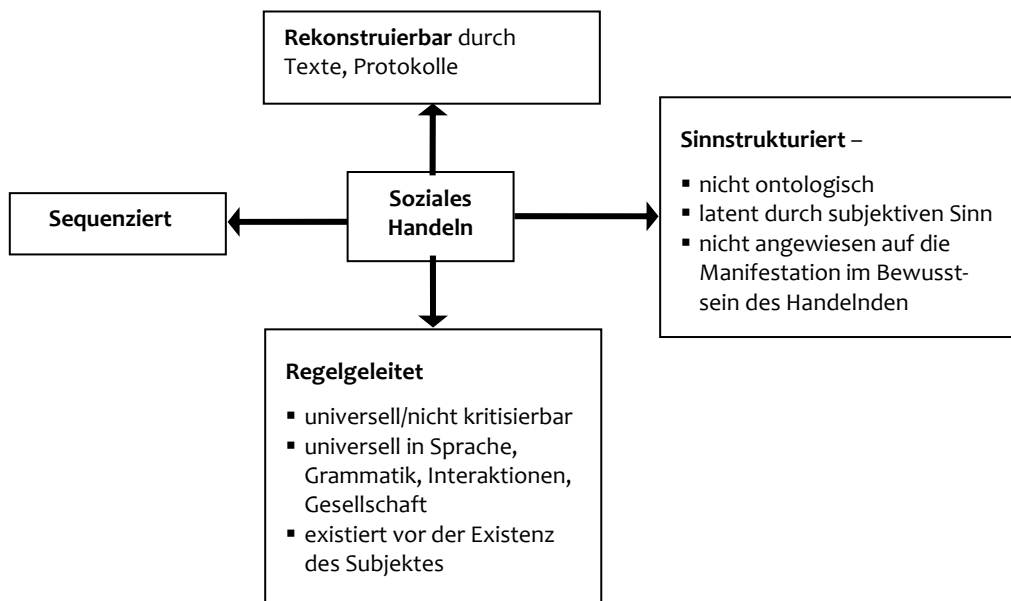 Rekonstruierbar durch
Texte, Protokolle
Sinnstrukturiert –
▪ nicht ontologisch
▪ latent durch subjektiven Sinn
▪ nicht angewiesen auf die
Manifestation im Bewusst-
sein des Handelnden
Soziales
Handeln
Sequenziert
Regelgeleitet
▪ universell/nicht kritisierbar
▪ universell in Sprache,
Grammatik, Interaktionen,
Gesellschaft
▪ existiert vor der Existenz
des Subjektes